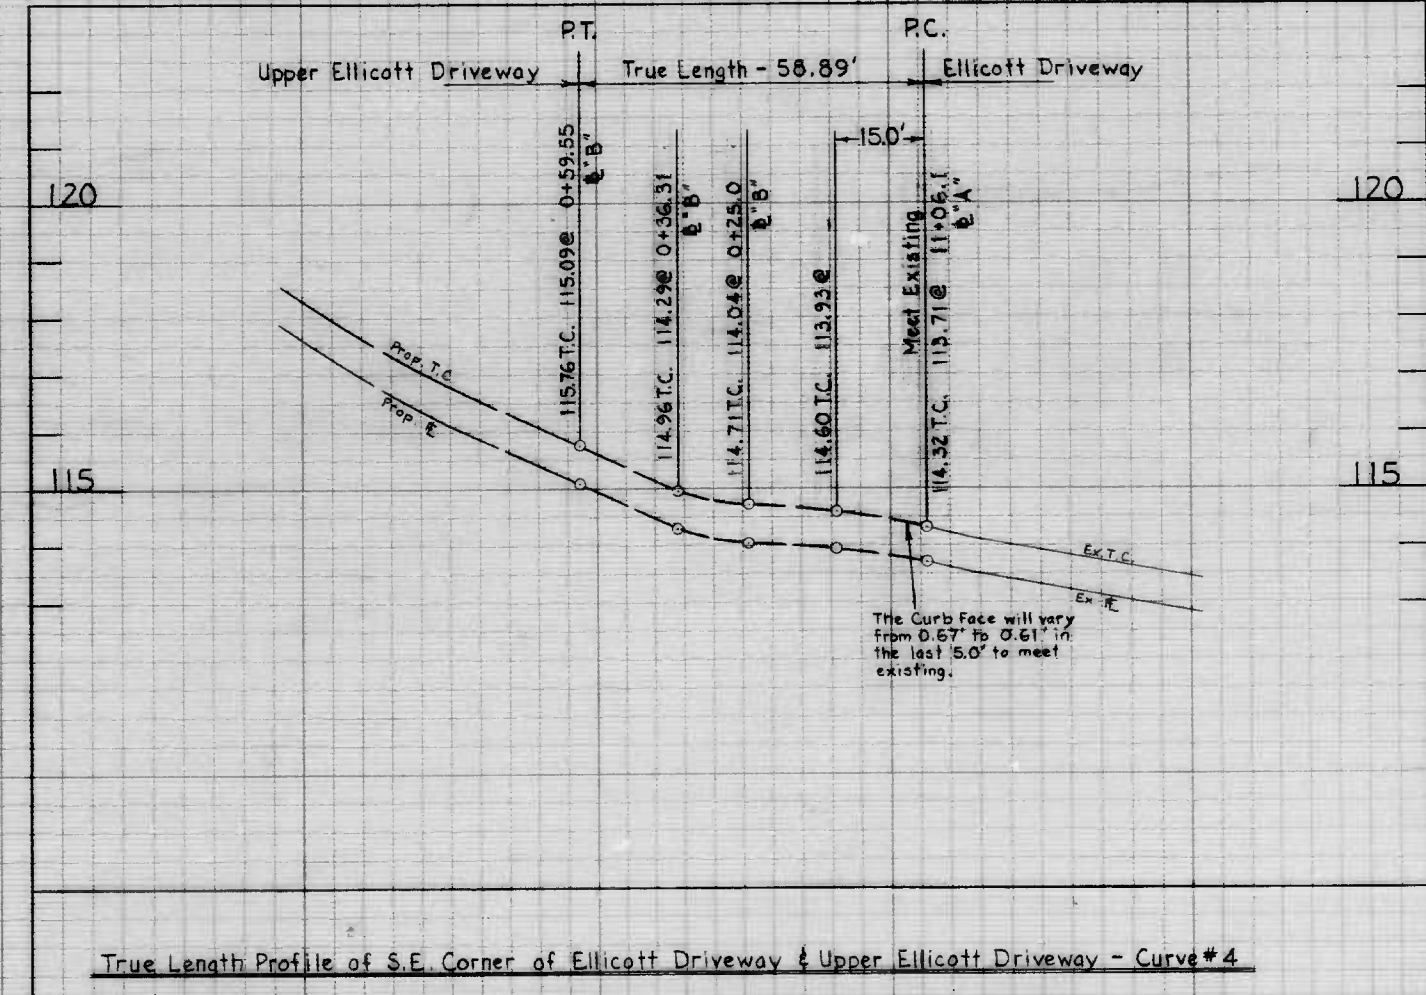 P.T.
P.C.
Upper Ellicott Driveway
True Length - 58.89'
Ellicott Driveway
15.0'
120
120
115
115
115.76 T.C. 115.09@ 0+59.55
℄ "B"
114.96 T.C. 114.29@ 0+36.31
℄ "B"
114.71 T.C. 114.04@ 0+25.0
℄ "B"
114.60 T.C. 113.93@
Meet Existing
114.32 T.C. 113.71@ 11+06.1
℄ "A"
Prop. T.C.
Prop.
Ex. T.C.
Ex.
The Curb Face will vary
from 0.67' to 0.61' in
the last 5.0' to meet
existing.
True Length Profile of S.E. Corner of Ellicott Driveway & Upper Ellicott Driveway - Curve #4